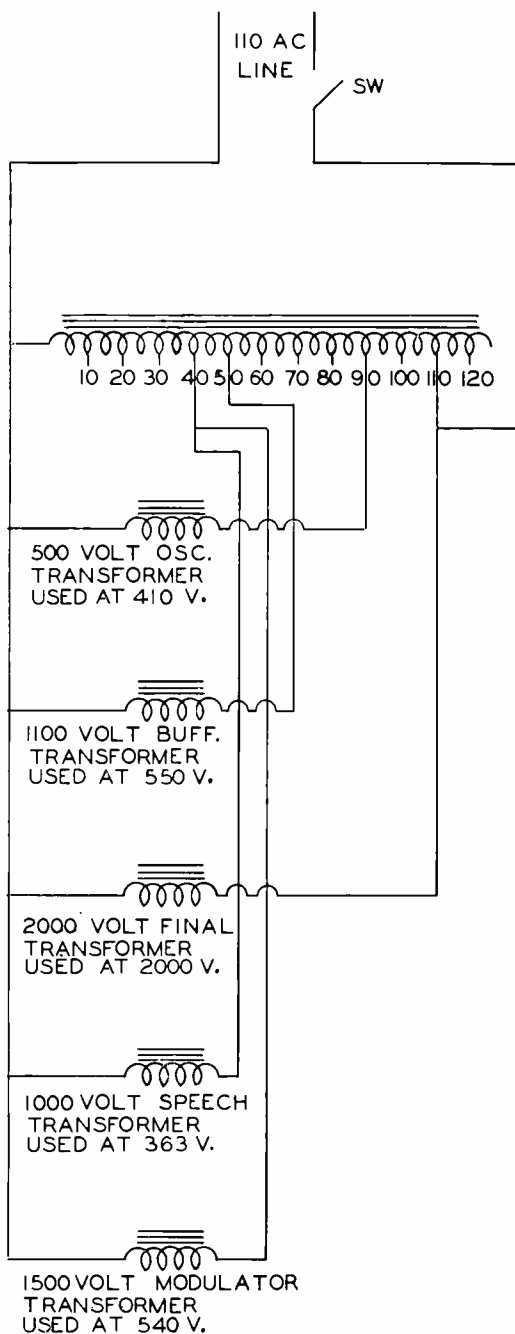 110 AC
LINE
SW
10 20 30 40 50 60 70 80 90 100 110 120
500 VOLT OSC.
TRANSFORMER
USED AT 410 V.
1100 VOLT BUFF.
TRANSFORMER
USED AT 550 V.
2000 VOLT FINAL
TRANSFORMER
USED AT 2000 V.
1000 VOLT SPEECH
TRANSFORMER
USED AT 363 V.
1500 VOLT MODULATOR
TRANSFORMER
USED AT 540 V.